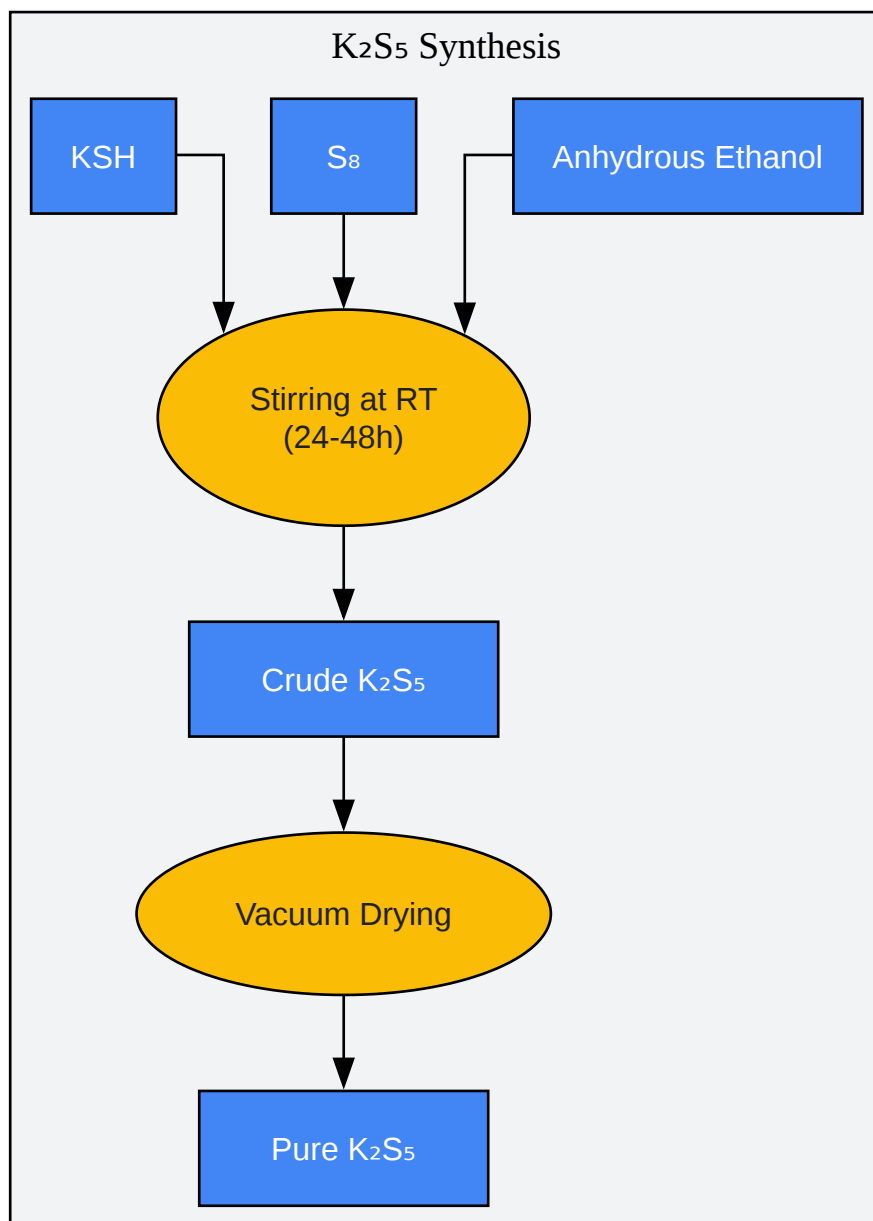 K₂S₅ Synthesis
KSH
S₈
Anhydrous Ethanol
Stirring at RT
(24-48h)
Crude K₂S₅
Vacuum Drying
Pure K₂S₅